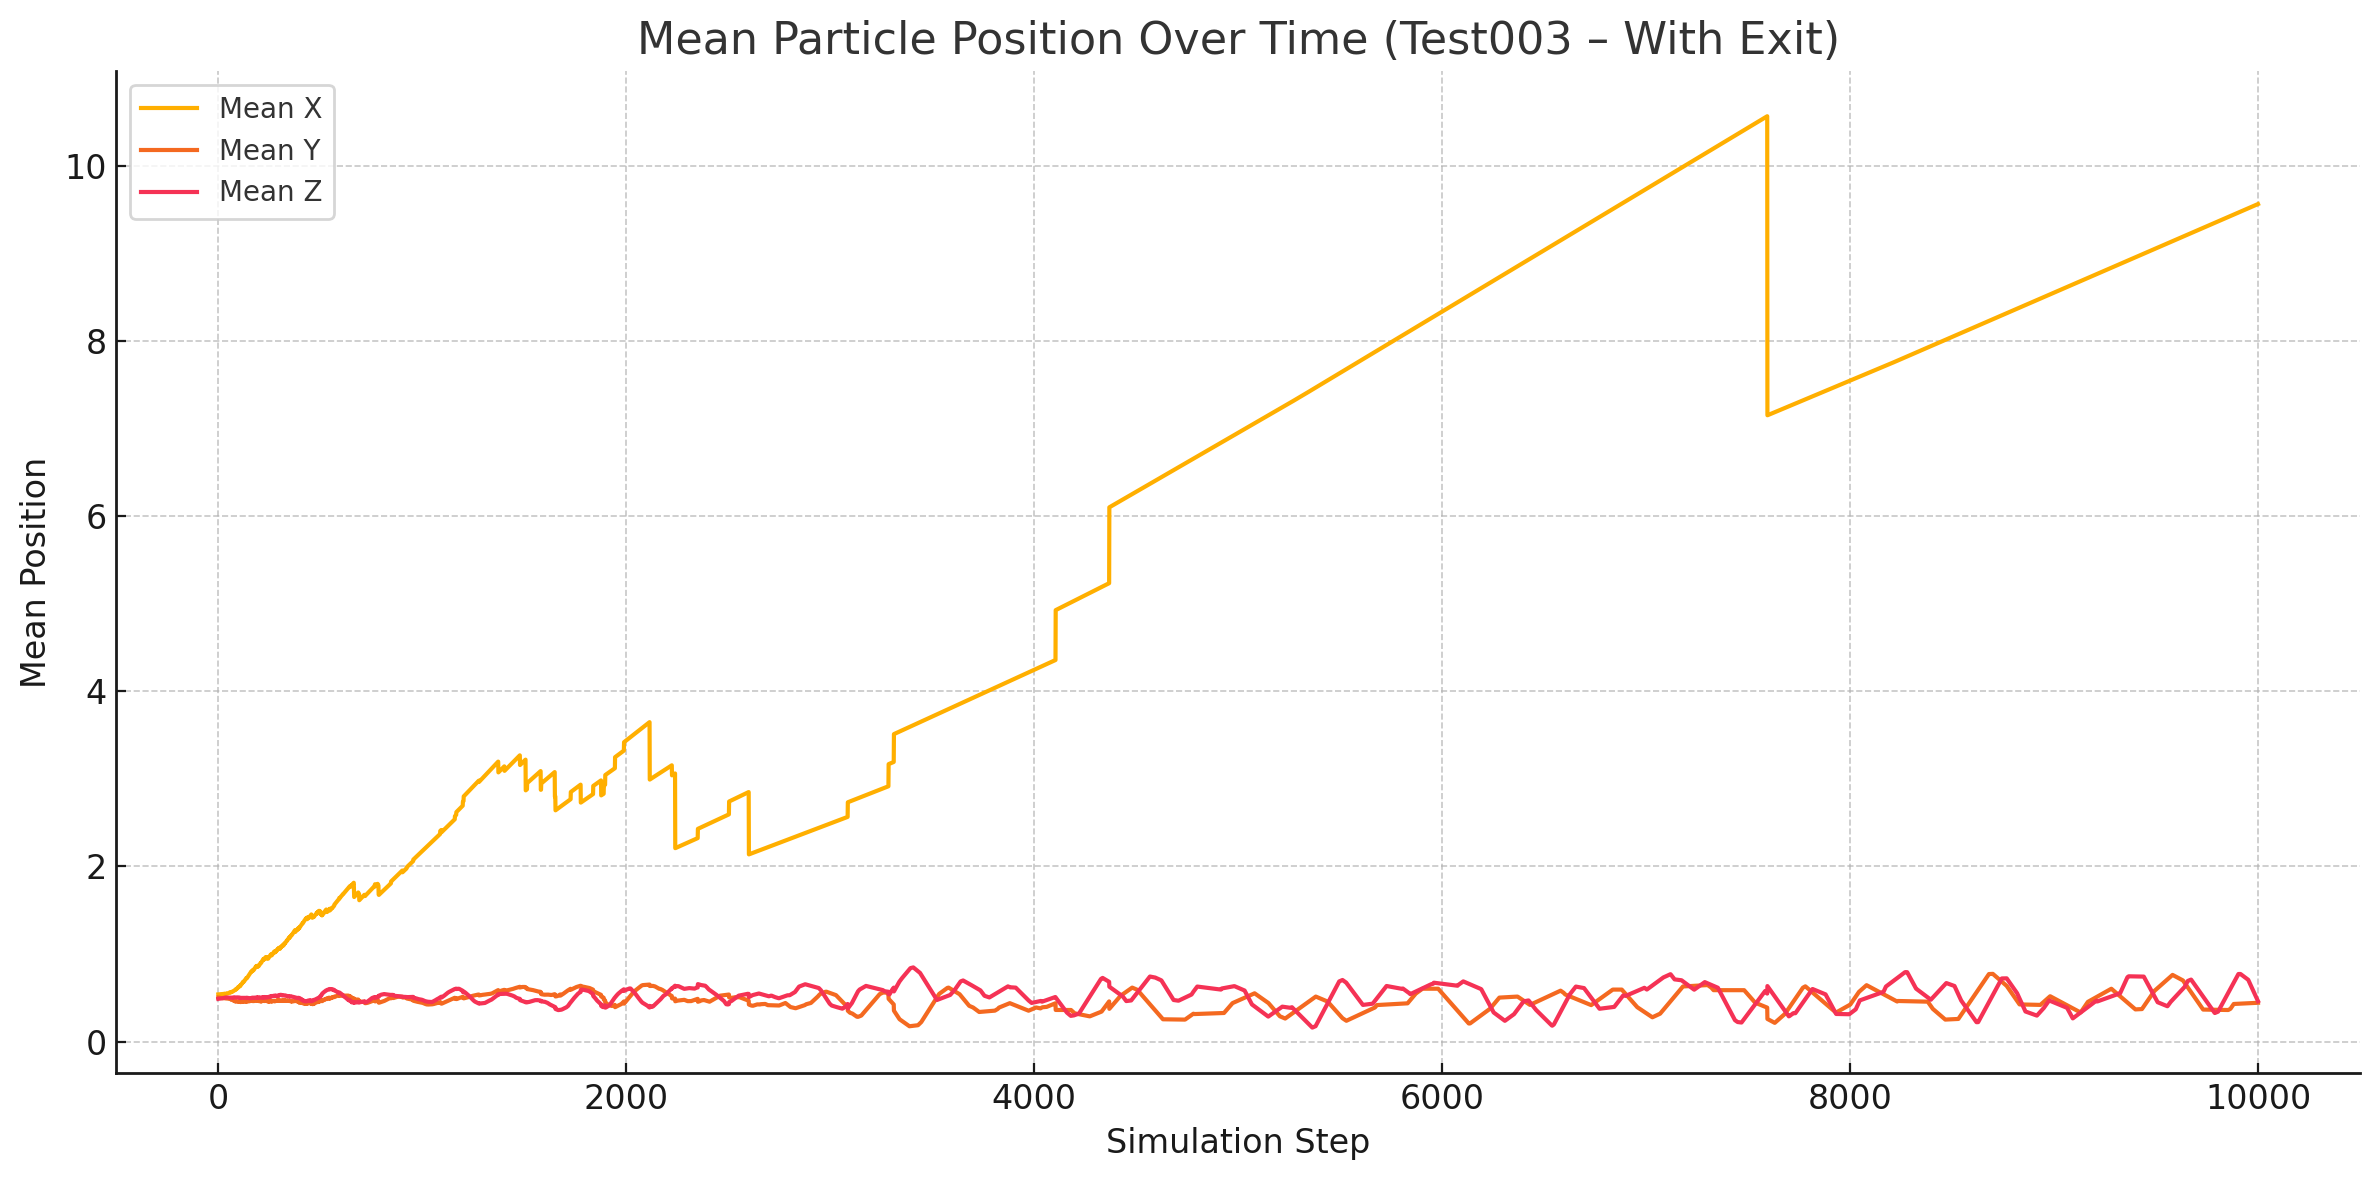 Mean Particle Position Over Time (Test003 – With Exit)
Mean X
Mean Y
Mean Z
Mean Position
10
8
6
4
2
0
0 2000 4000 6000 8000 10000
Simulation Step